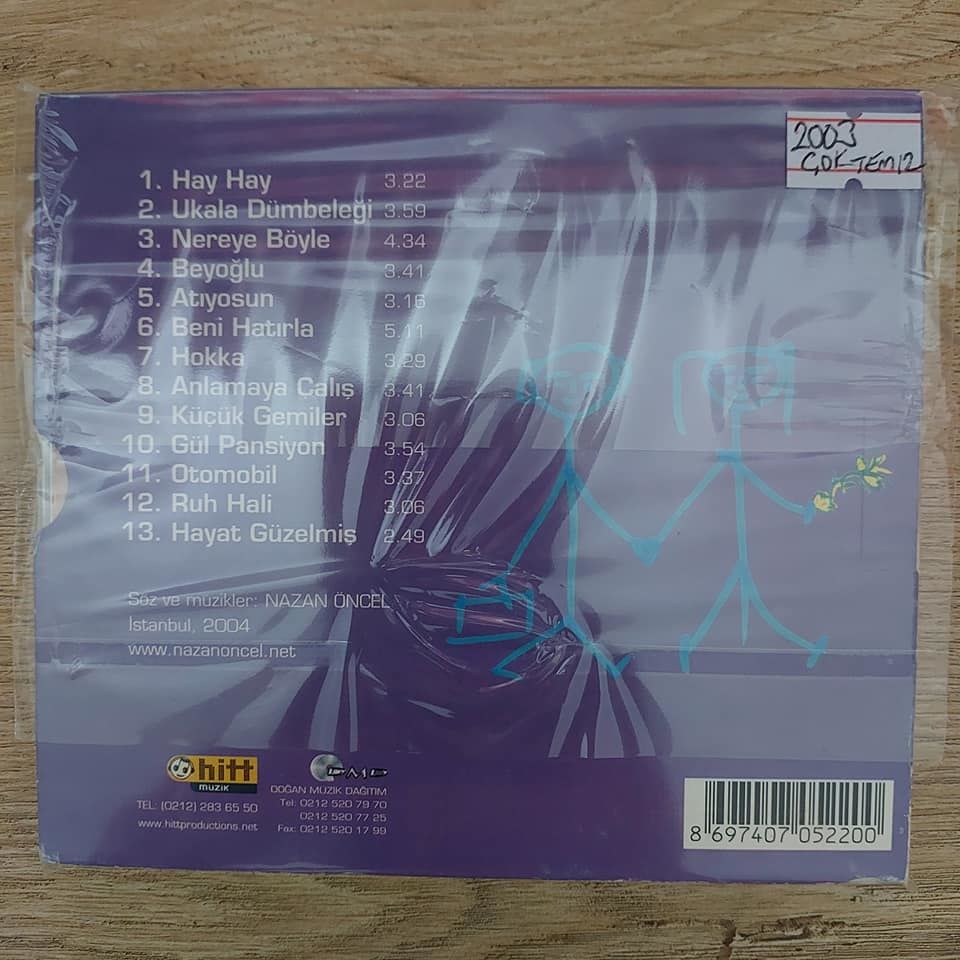 2003
ÇOK TEMİZ
1. Hay Hay 3.22
2. Ukala Dümbeleği 3.59
3. Nereye Böyle 4.34
4. Beyoğlu 3.41
5. Atıyosun 3.16
6. Beni Hatırla 5.11
7. Hokka 3.29
8. Anlamaya Çalış 3.41
9. Küçük Gemiler 3.06
10. Gül Pansiyon 3.54
11. Otomobil 3.37
12. Ruh Hali 3.06
13. Hayat Güzelmiş 2.49
Söz ve müzikler: NAZAN ÖNCEL
İstanbul, 2004
www.nazanoncel.net
hitt
müzik
TEL: (0212) 283 65 50
www.hittproductions.net
DMD
DOĞAN MÜZİK DAĞITIM
Tel: 0212 520 79 70
0212 520 77 25
Fax: 0212 520 17 99
8 697407 052200